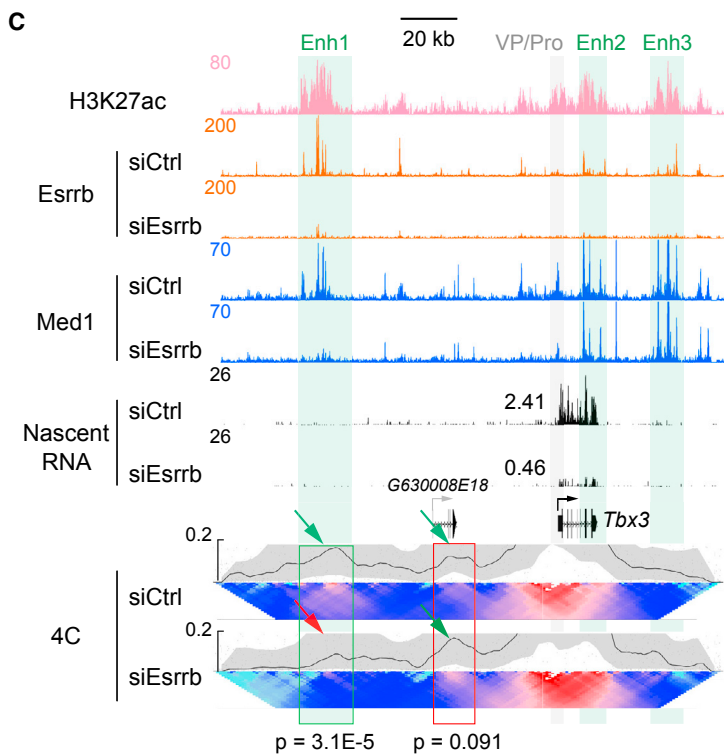 C
20 kb
Enh1
VP/Pro
Enh2
Enh3
80
H3K27ac
200
siCtrl
Esrrb
200
siEsrrb
70
siCtrl
Med1
70
siEsrrb
26
siCtrl
2.41
Nascent
RNA
26
siEsrrb
0.46
G630008E18
Tbx3
0.2
siCtrl
4C
0.2
siEsrrb
p = 3.1E-5
p = 0.091